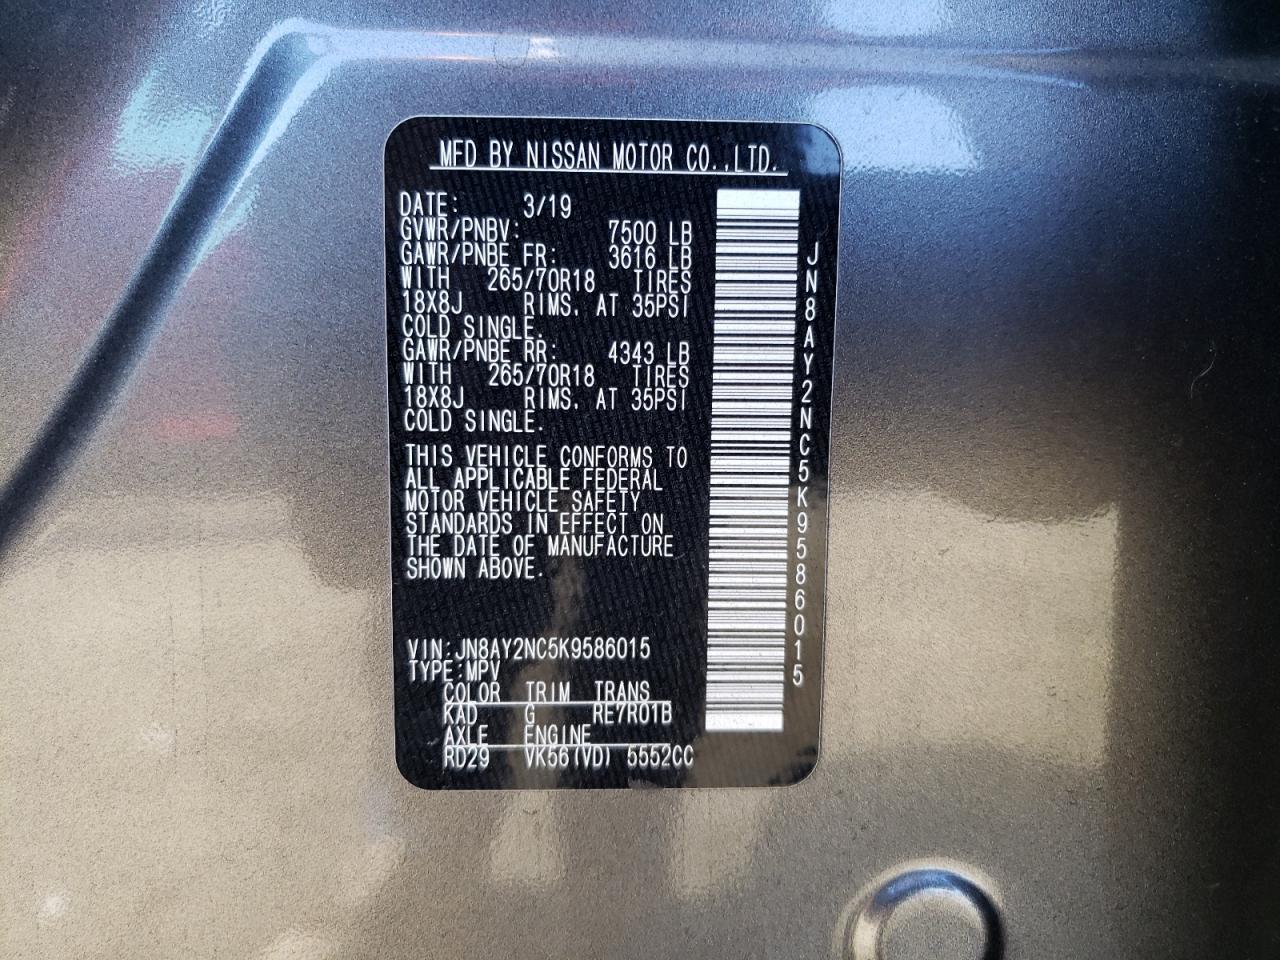 MFD BY NISSAN MOTOR CO.,LTD.
DATE: 3/19
GVWR/PNBV: 7500 LB
GAWR/PNBE FR: 3616 LB
WITH 265/70R18 TIRES
18X8J RIMS. AT 35PSI
COLD SINGLE.
GAWR/PNBE RR: 4343 LB
WITH 265/70R18 TIRES
18X8J RIMS. AT 35PSI
COLD SINGLE.
THIS VEHICLE CONFORMS TO
ALL APPLICABLE FEDERAL
MOTOR VEHICLE SAFETY
STANDARDS IN EFFECT ON
THE DATE OF MANUFACTURE
SHOWN ABOVE.
VIN:JN8AY2NC5K9586015
TYPE:MPV
COLOR TRIM TRANS
KAD G RE7R01B
AXLE ENGINE
RD29 VK56(VD) 5552CC
JN8AY2NC5K9586015